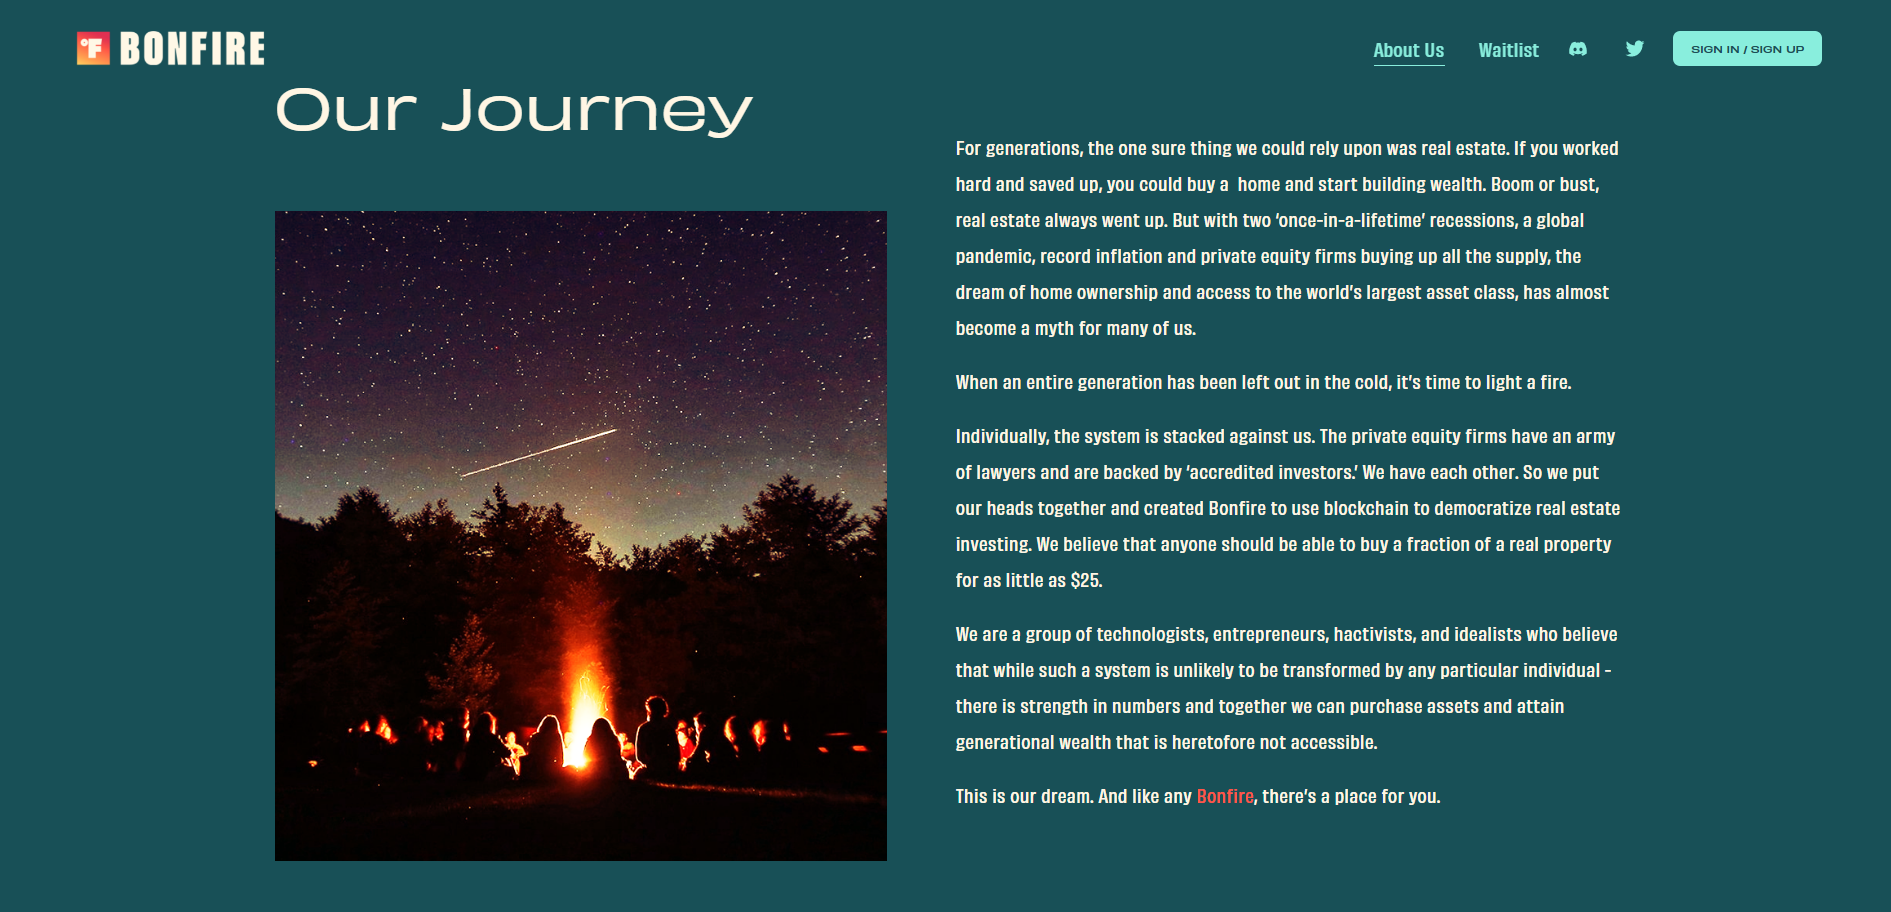 °F BONFIRE
About Us
Waitlist
SIGN IN / SIGN UP
Our Journey
For generations, the one sure thing we could rely upon was real estate. If you worked
hard and saved up, you could buy a  home and start building wealth. Boom or bust,
real estate always went up. But with two ‘once-in-a-lifetime’ recessions, a global
pandemic, record inflation and private equity firms buying up all the supply, the
dream of home ownership and access to the world’s largest asset class, has almost
become a myth for many of us.
When an entire generation has been left out in the cold, it’s time to light a fire.
Individually, the system is stacked against us. The private equity firms have an army
of lawyers and are backed by ‘accredited investors.’ We have each other. So we put
our heads together and created Bonfire to use blockchain to democratize real estate
investing. We believe that anyone should be able to buy a fraction of a real property
for as little as $25.
We are a group of technologists, entrepreneurs, hactivists, and idealists who believe
that while such a system is unlikely to be transformed by any particular individual -
there is strength in numbers and together we can purchase assets and attain
generational wealth that is heretofore not accessible.
This is our dream. And like any Bonfire, there’s a place for you.